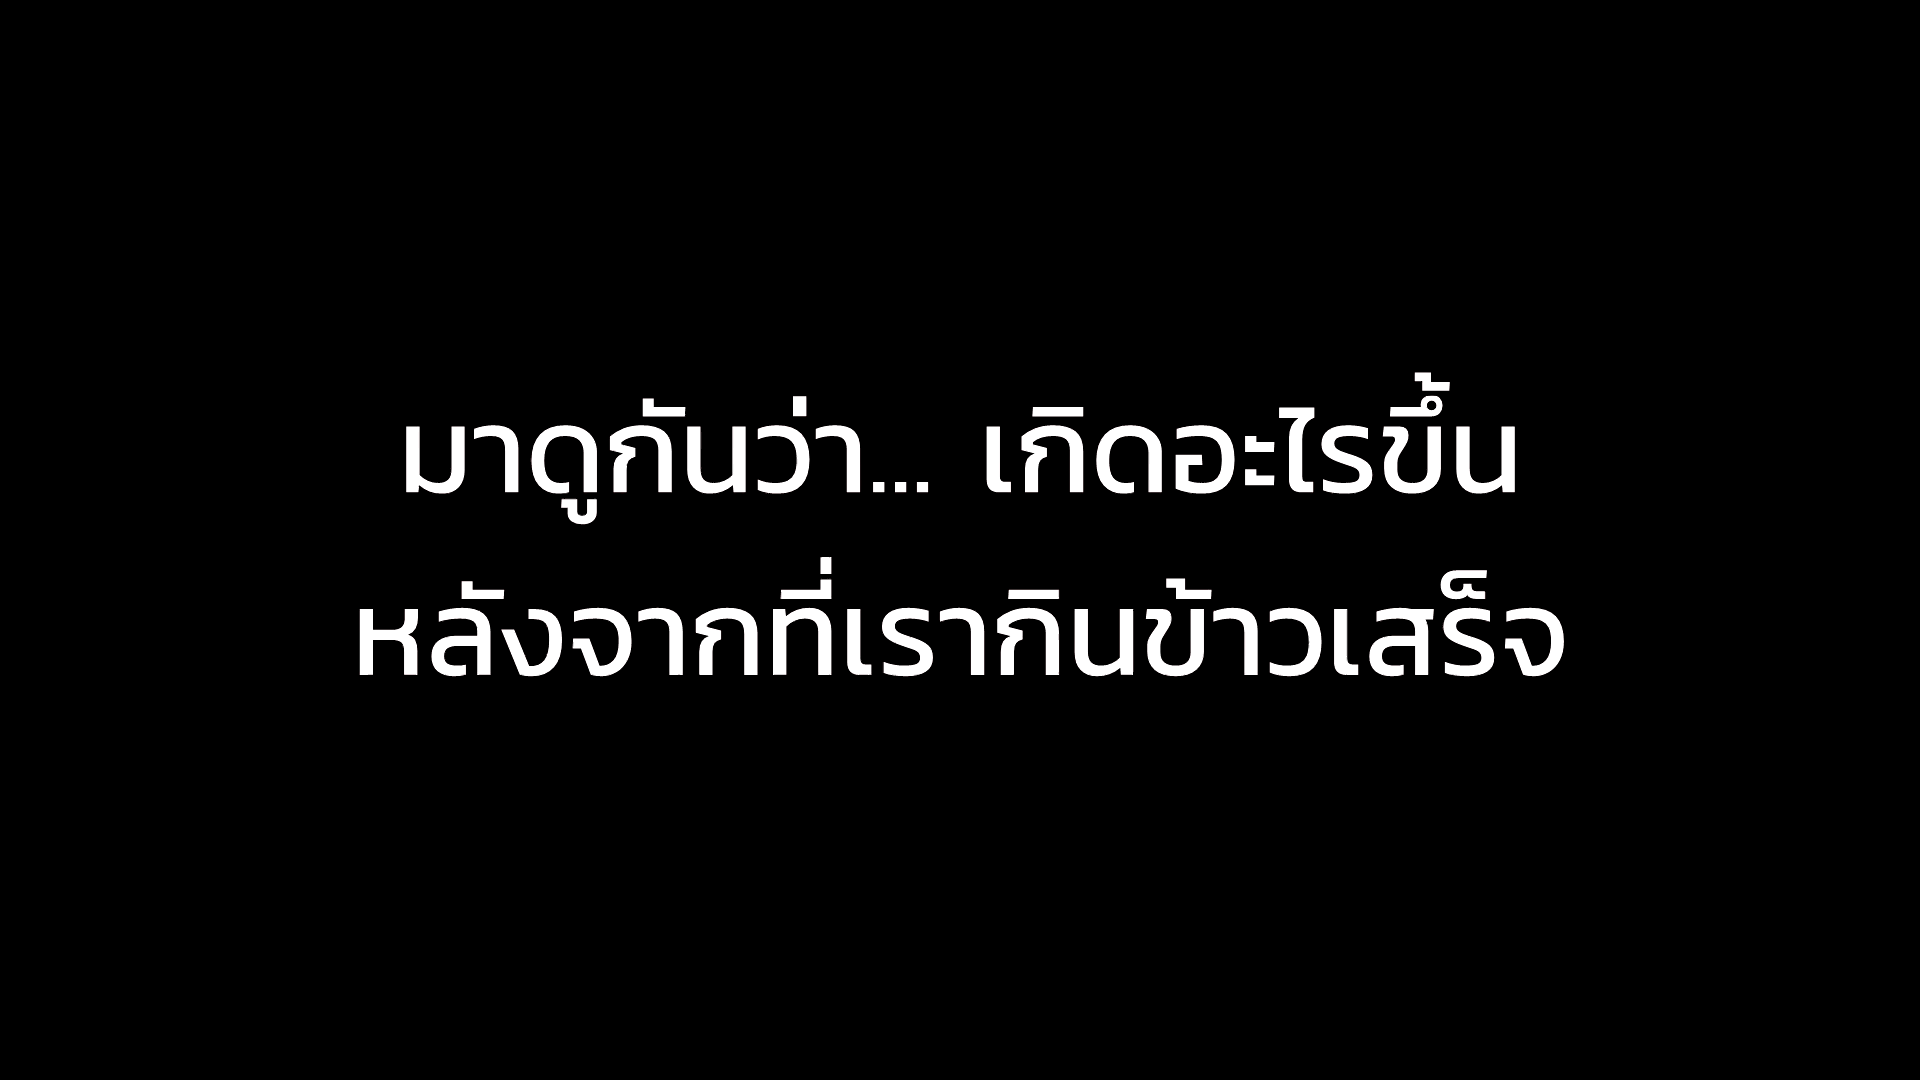 มาดูกันว่า... เกิดอะไรขึ้น
หลังจากที่เรากินข้าวเสร็จ